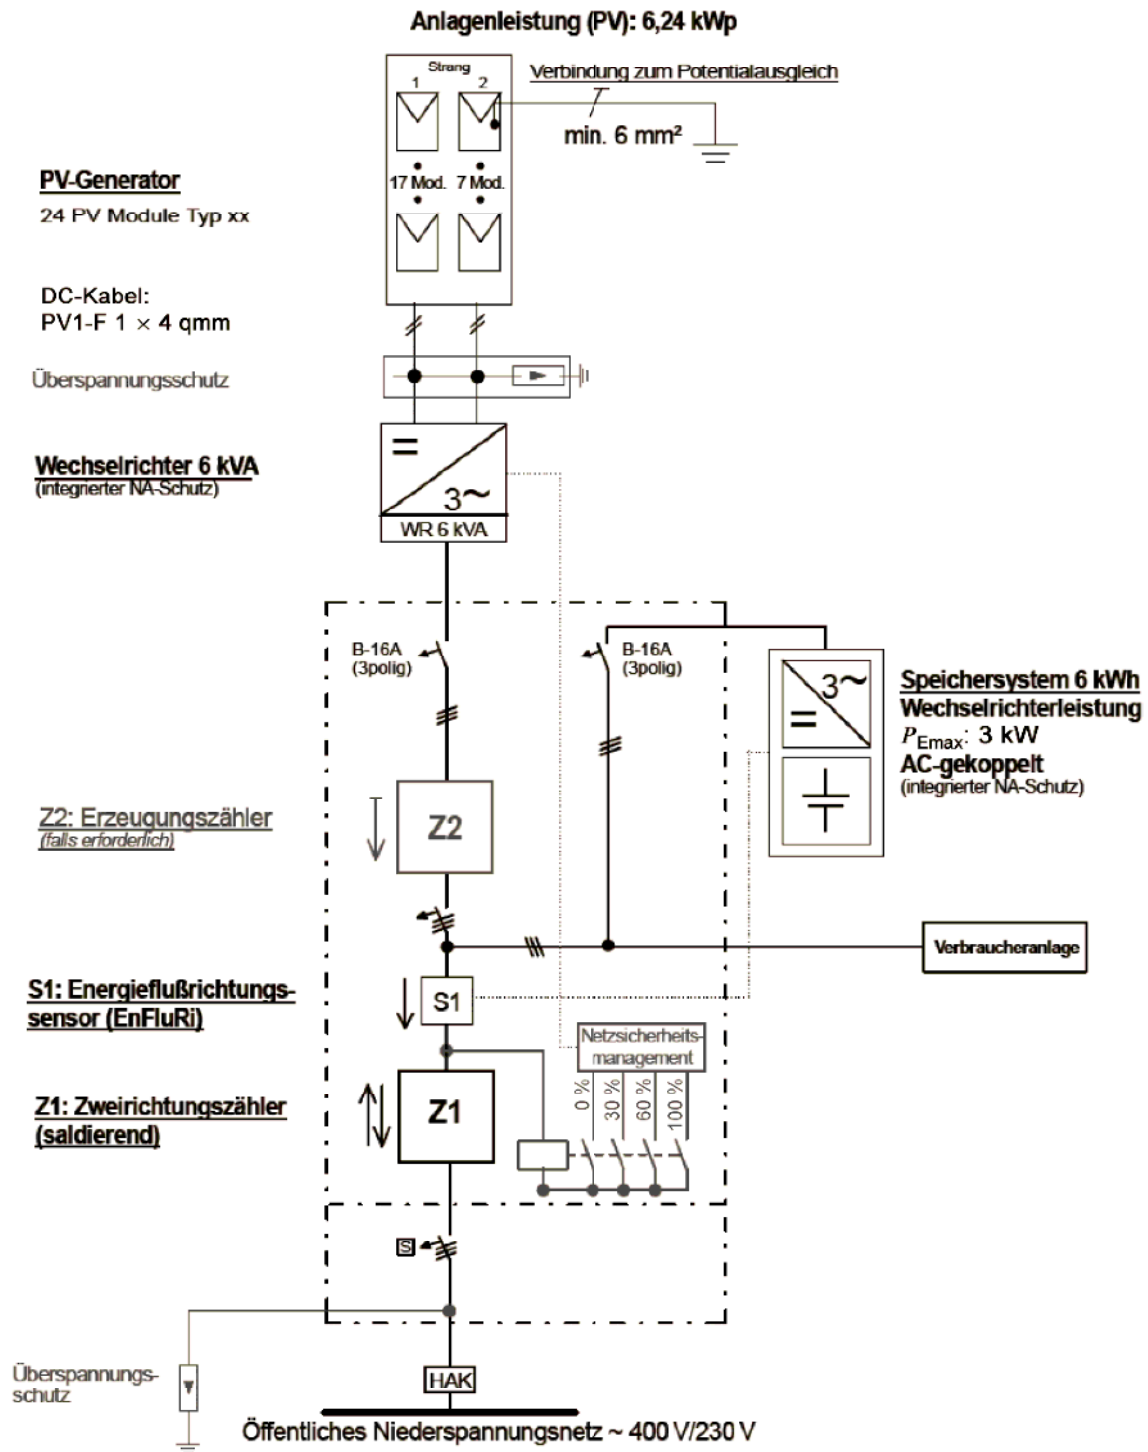 Anlagenleistung (PV): 6,24 kWp
Strang
1 2
Verbindung zum Potentialausgleich
min. 6 mm²
PV-Generator
24 PV Module Typ xx
17 Mod. 7 Mod.
DC-Kabel:
PV1-F 1 × 4 qmm
Überspannungsschutz
Wechselrichter 6 kVA
(integrierter NA-Schutz)
=
3~
WR 6 kVA
B-16A
(3polig)
B-16A
(3polig)
3~
=
Speichersystem 6 kWh
Wechselrichterleistung
PEmax: 3 kW
AC-gekoppelt
(integrierter NA-Schutz)
Z2: Erzeugungszähler
(falls erforderlich)
Z2
Verbraucheranlage
S1: Energieflußrichtungs-
sensor (EnFluRi)
S1
Netzsicherheits-
management
0 %
30 %
60 %
100 %
Z1: Zweirichtungszähler
(saldierend)
Z1
S
Überspannungs-
schutz
HAK
Öffentliches Niederspannungsnetz ~ 400 V/230 V